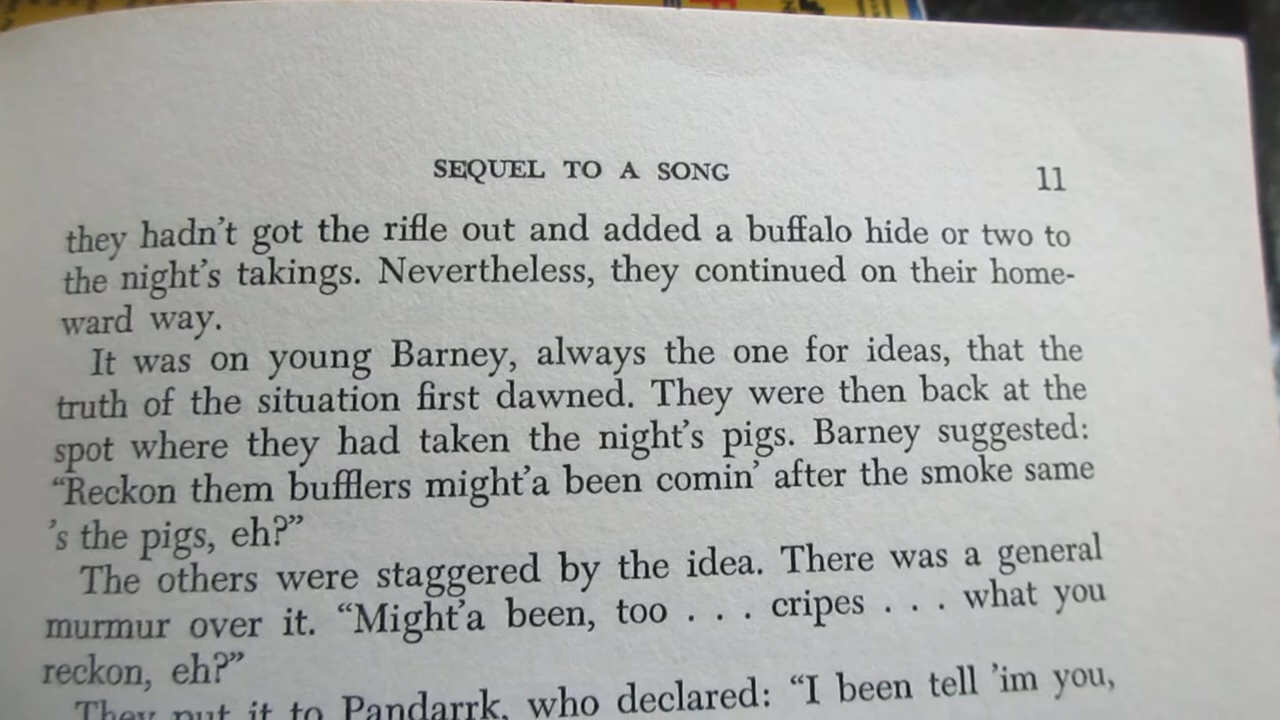 SEQUEL TO A SONG 11
they hadn’t got the rifle out and added a buffalo hide or two to
the night’s takings. Nevertheless, they continued on their home-
ward way.
It was on young Barney, always the one for ideas, that the
truth of the situation first dawned. They were then back at the
spot where they had taken the night’s pigs. Barney suggested:
“Reckon them bufflers might’a been comin’ after the smoke same
’s the pigs, eh?”
The others were staggered by the idea. There was a general
murmur over it. “Might’a been, too . . . cripes . . . what you
reckon, eh?”
They put it to Pandarrk, who declared: “I been tell ’im you,